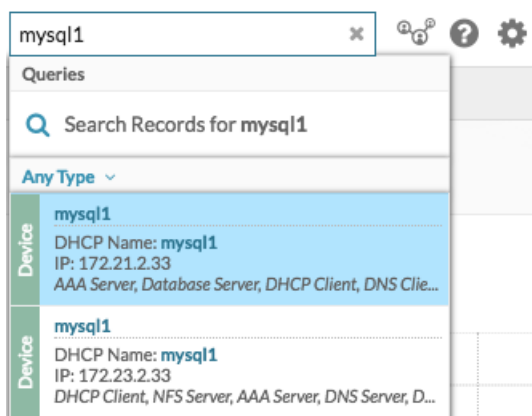 mysql1
Queries
Search Records for mysql1
Any Type
Device
mysql1
DHCP Name: mysql1
IP: 172.21.2.33
AAA Server, Database Server, DHCP Client, DNS Clie...
Device
mysql1
DHCP Name: mysql1
IP: 172.23.2.33
DHCP Client, NFS Server, AAA Server, DNS Server, D...